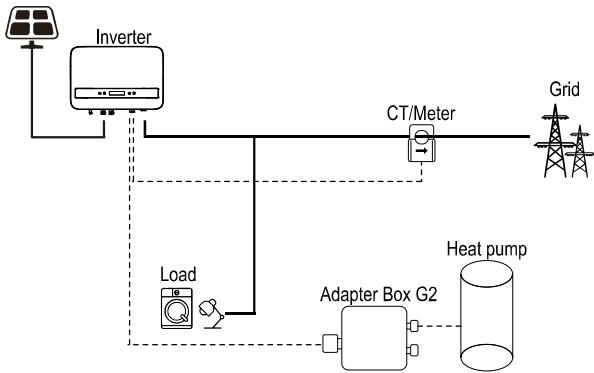 Inverter
CT/Meter
Grid
Load
Adapter Box G2
Heat pump